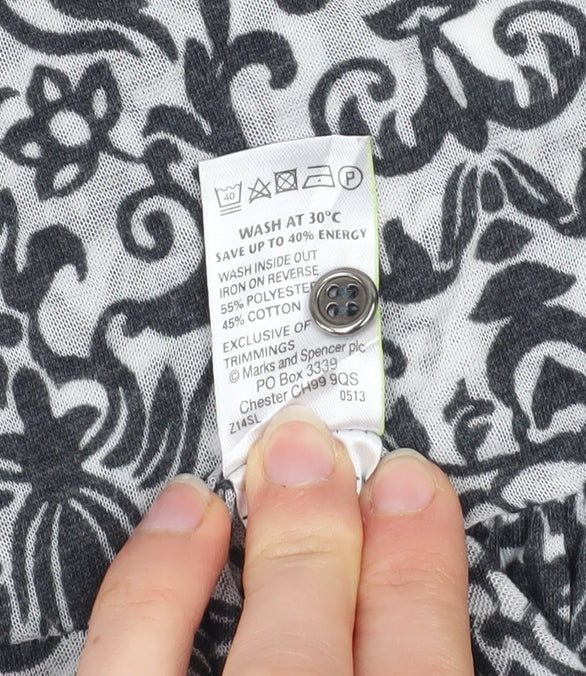 40 P
WASH AT 30°C
SAVE UP TO 40% ENERGY
WASH INSIDE OUT
IRON ON REVERSE
55% POLYESTER
45% COTTON
EXCLUSIVE OF
TRIMMINGS
© Marks and Spencer plc
PO Box 3339
Chester CH99 9QS
Z14SL 0513